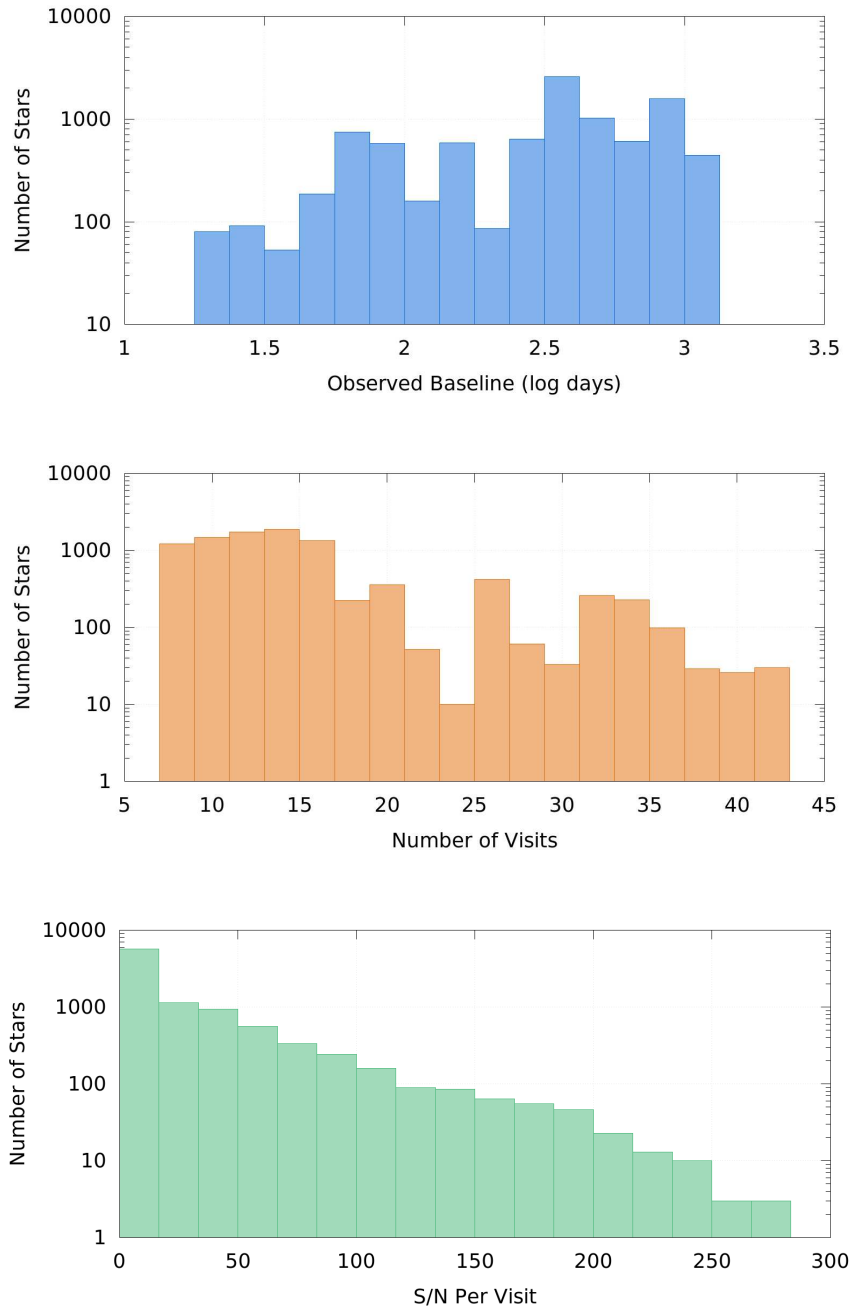 10000
1000
100
10
Number of Stars
1 1.5 2 2.5 3 3.5
Observed Baseline (log days)
10000
1000
100
10
1
Number of Stars
5 10 15 20 25 30 35 40 45
Number of Visits
10000
1000
100
10
1
Number of Stars
0 50 100 150 200 250 300
S/N Per Visit